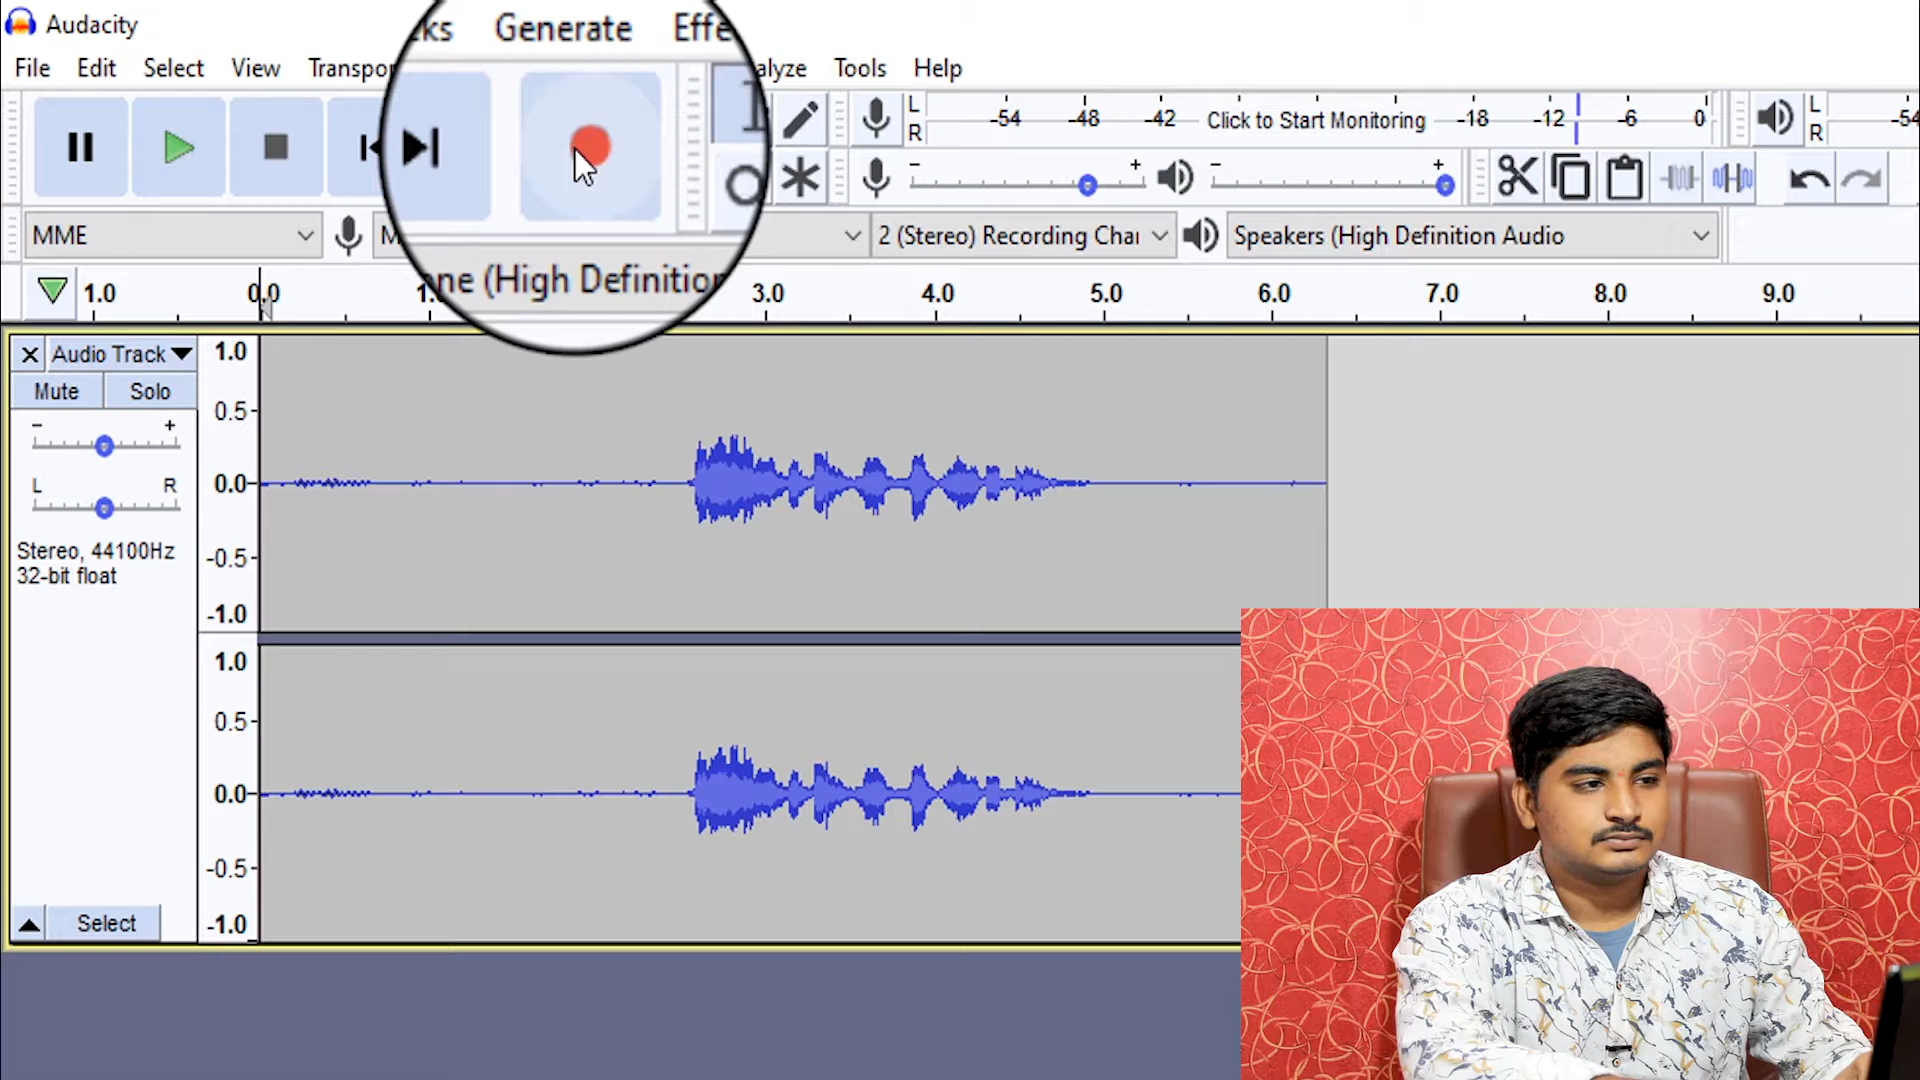 Audacity
File Edit Select View Transpor cks Generate Effe alyze Tools Help
L R -54 -48 -42 Click to Start Monitoring -18 -12 -6 0 L R -54
- + - +
MME M 2 (Stereo) Recording Chai Speakers (High Definition Audio
ne (High Definition
1.0 0.0 1. 3.0 4.0 5.0 6.0 7.0 8.0 9.0
Audio Track 1.0
Mute Solo
0.5
- +
L R
0.0
Stereo, 44100Hz
-0.5
32-bit float
-1.0
1.0
0.5
0.0
-0.5
Select -1.0